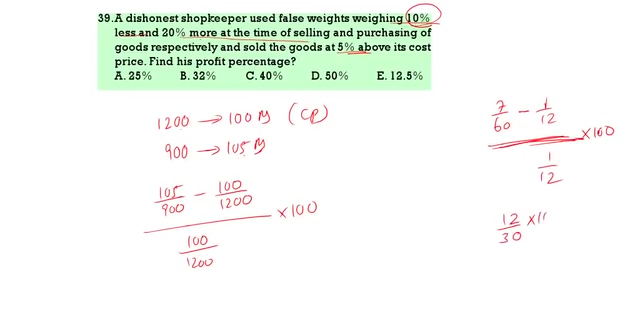 39. A dishonest shopkeeper used false weights weighing 10%
less and 20% more at the time of selling and purchasing of
goods respectively and sold the goods at 5% above its cost
price. Find his profit percentage?
A. 25% B. 32% C. 40% D. 50% E. 12.5%
1200 → 100 ₨ (CP)
900 → 105 ₨
105/900 − 100/1200
× 100
100/1200
7/60 − 1/12
× 100
1/12
12/30 × 1(